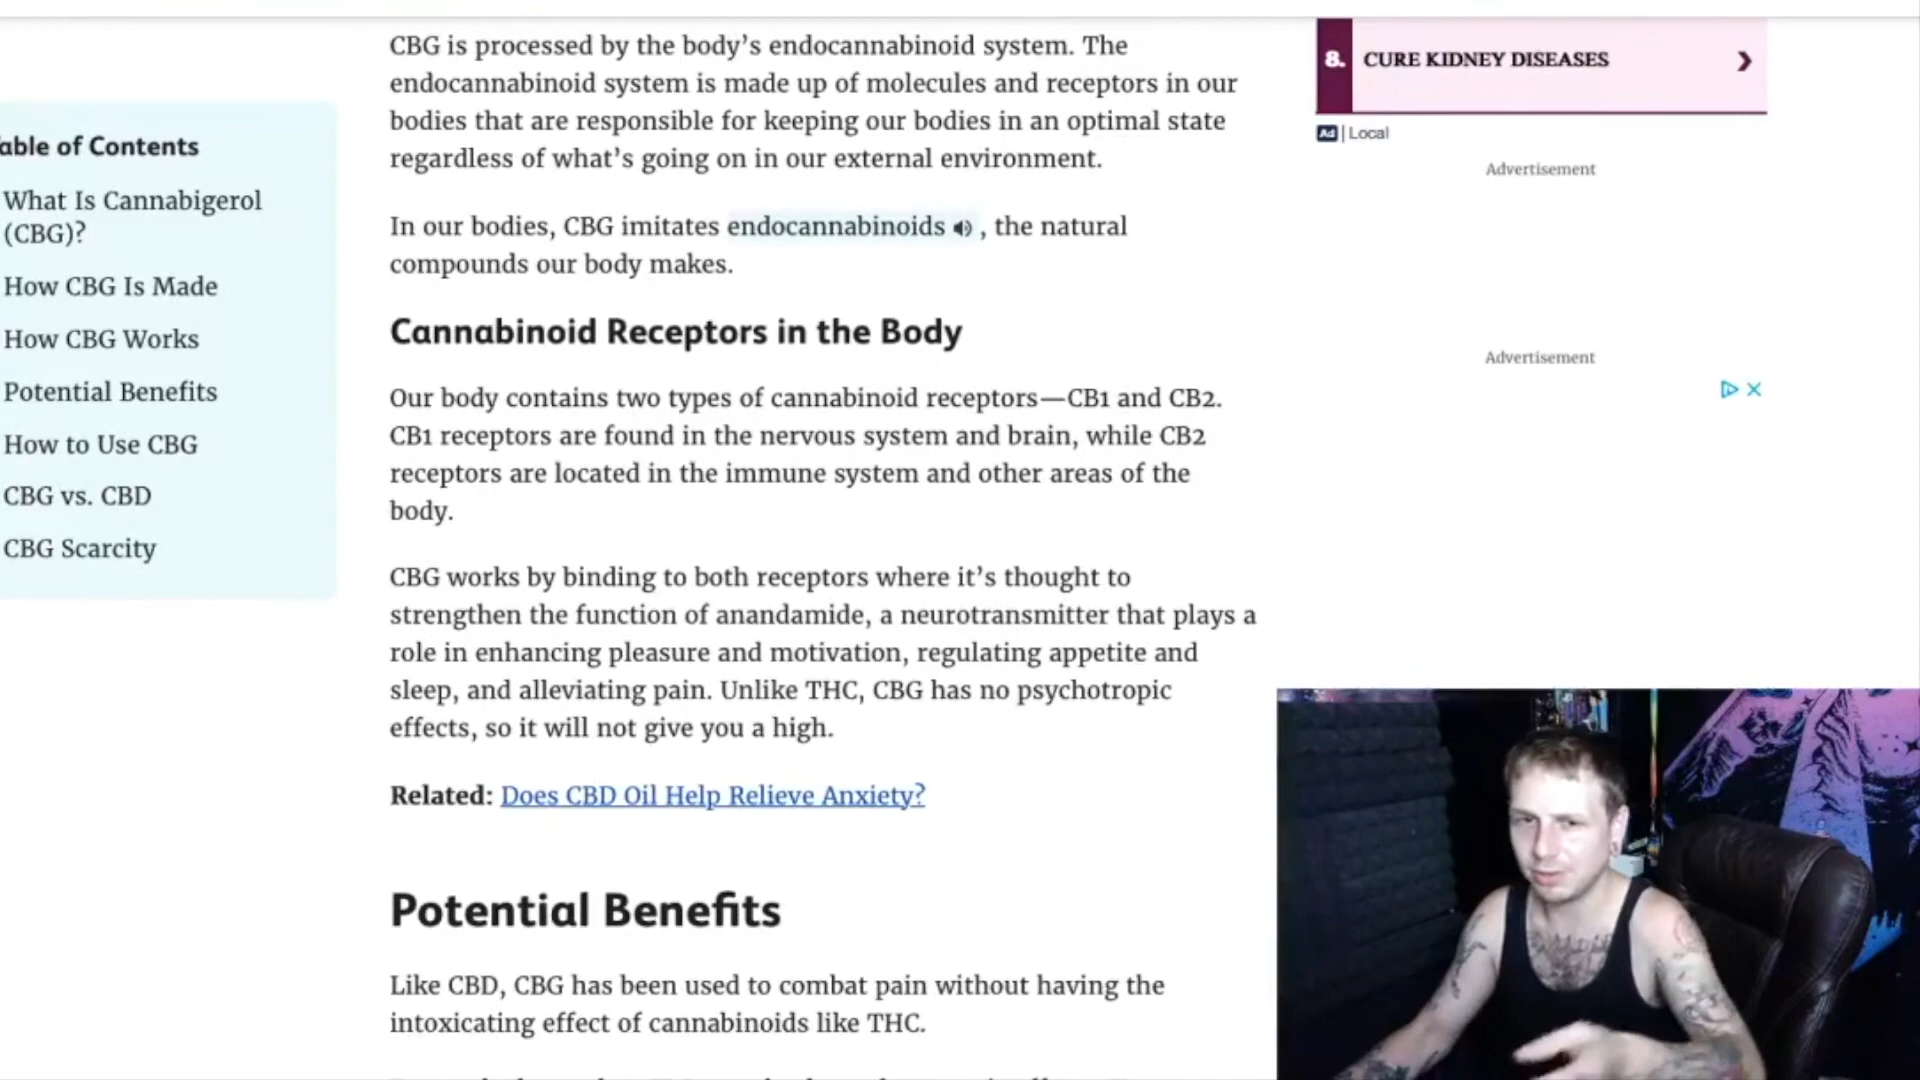 CBG is processed by the body's endocannabinoid system. The
endocannabinoid system is made up of molecules and receptors in our
bodies that are responsible for keeping our bodies in an optimal state
regardless of what's going on in our external environment.
In our bodies, CBG imitates endocannabinoids , the natural
compounds our body makes.
Cannabinoid Receptors in the Body
Our body contains two types of cannabinoid receptors—CB1 and CB2.
CB1 receptors are found in the nervous system and brain, while CB2
receptors are located in the immune system and other areas of the
body.
CBG works by binding to both receptors where it's thought to
strengthen the function of anandamide, a neurotransmitter that plays a
role in enhancing pleasure and motivation, regulating appetite and
sleep, and alleviating pain. Unlike THC, CBG has no psychotropic
effects, so it will not give you a high.
Related: Does CBD Oil Help Relieve Anxiety?
Potential Benefits
Like CBD, CBG has been used to combat pain without having the
intoxicating effect of cannabinoids like THC.
able of Contents
What Is Cannabigerol
(CBG)?
How CBG Is Made
How CBG Works
Potential Benefits
How to Use CBG
CBG vs. CBD
CBG Scarcity
8. CURE KIDNEY DISEASES
Ad | Local
Advertisement
Advertisement